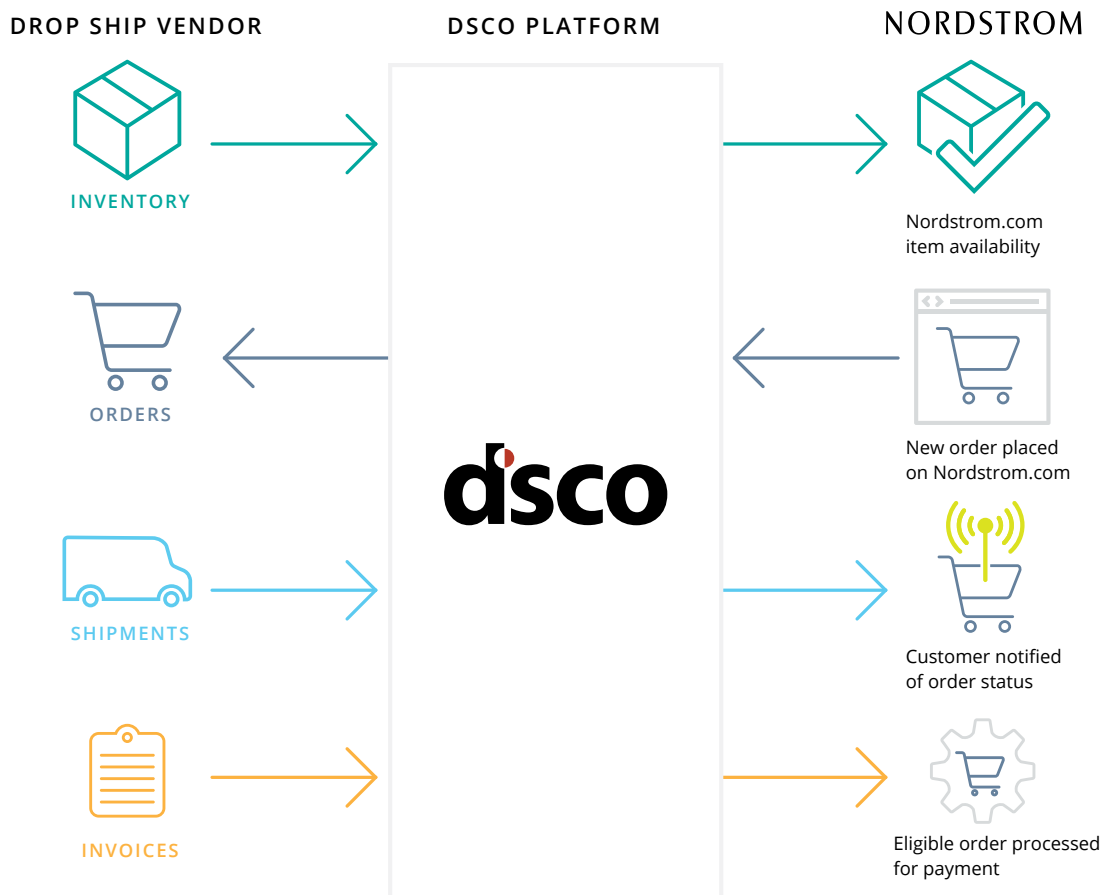 DROP SHIP VENDOR
DSCO PLATFORM
NORDSTROM
INVENTORY
Nordstrom.com
item availability
ORDERS
New order placed
on Nordstrom.com
dsco
SHIPMENTS
Customer notified
of order status
INVOICES
Eligible order processed
for payment